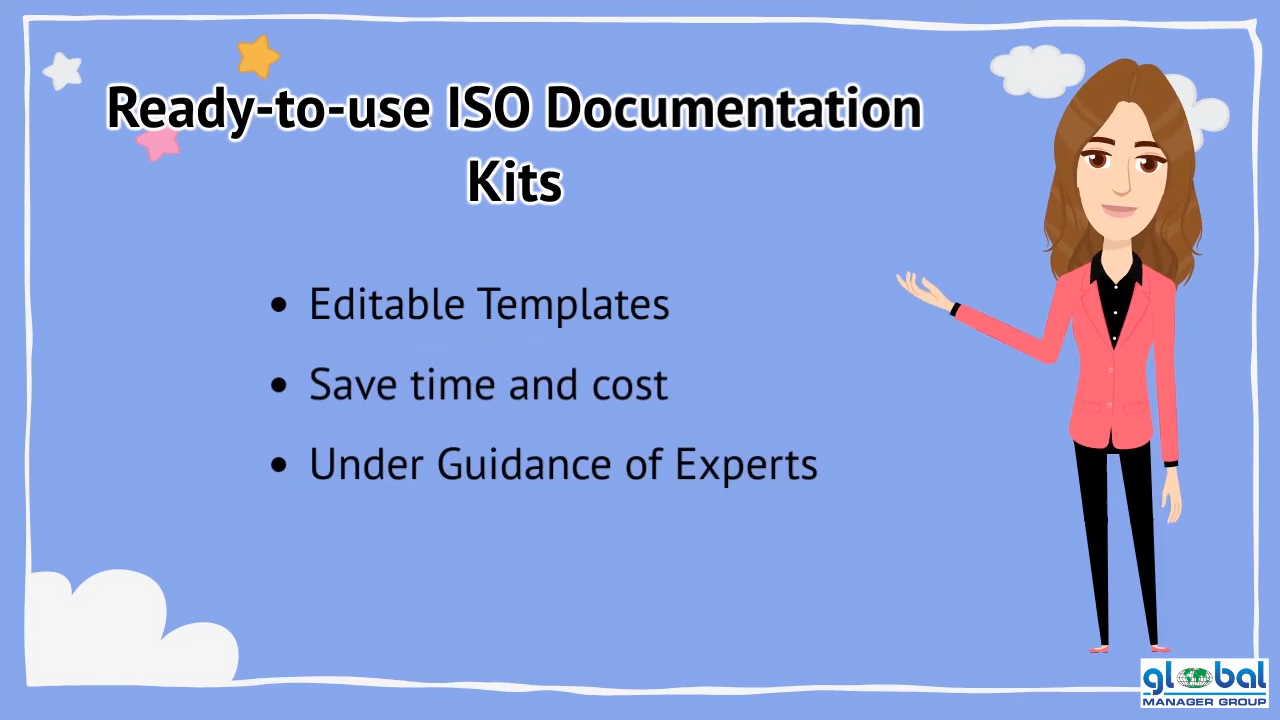 Ready-to-use ISO Documentation
Kits
• Editable Templates
• Save time and cost
• Under Guidance of Experts
global
MANAGER GROUP